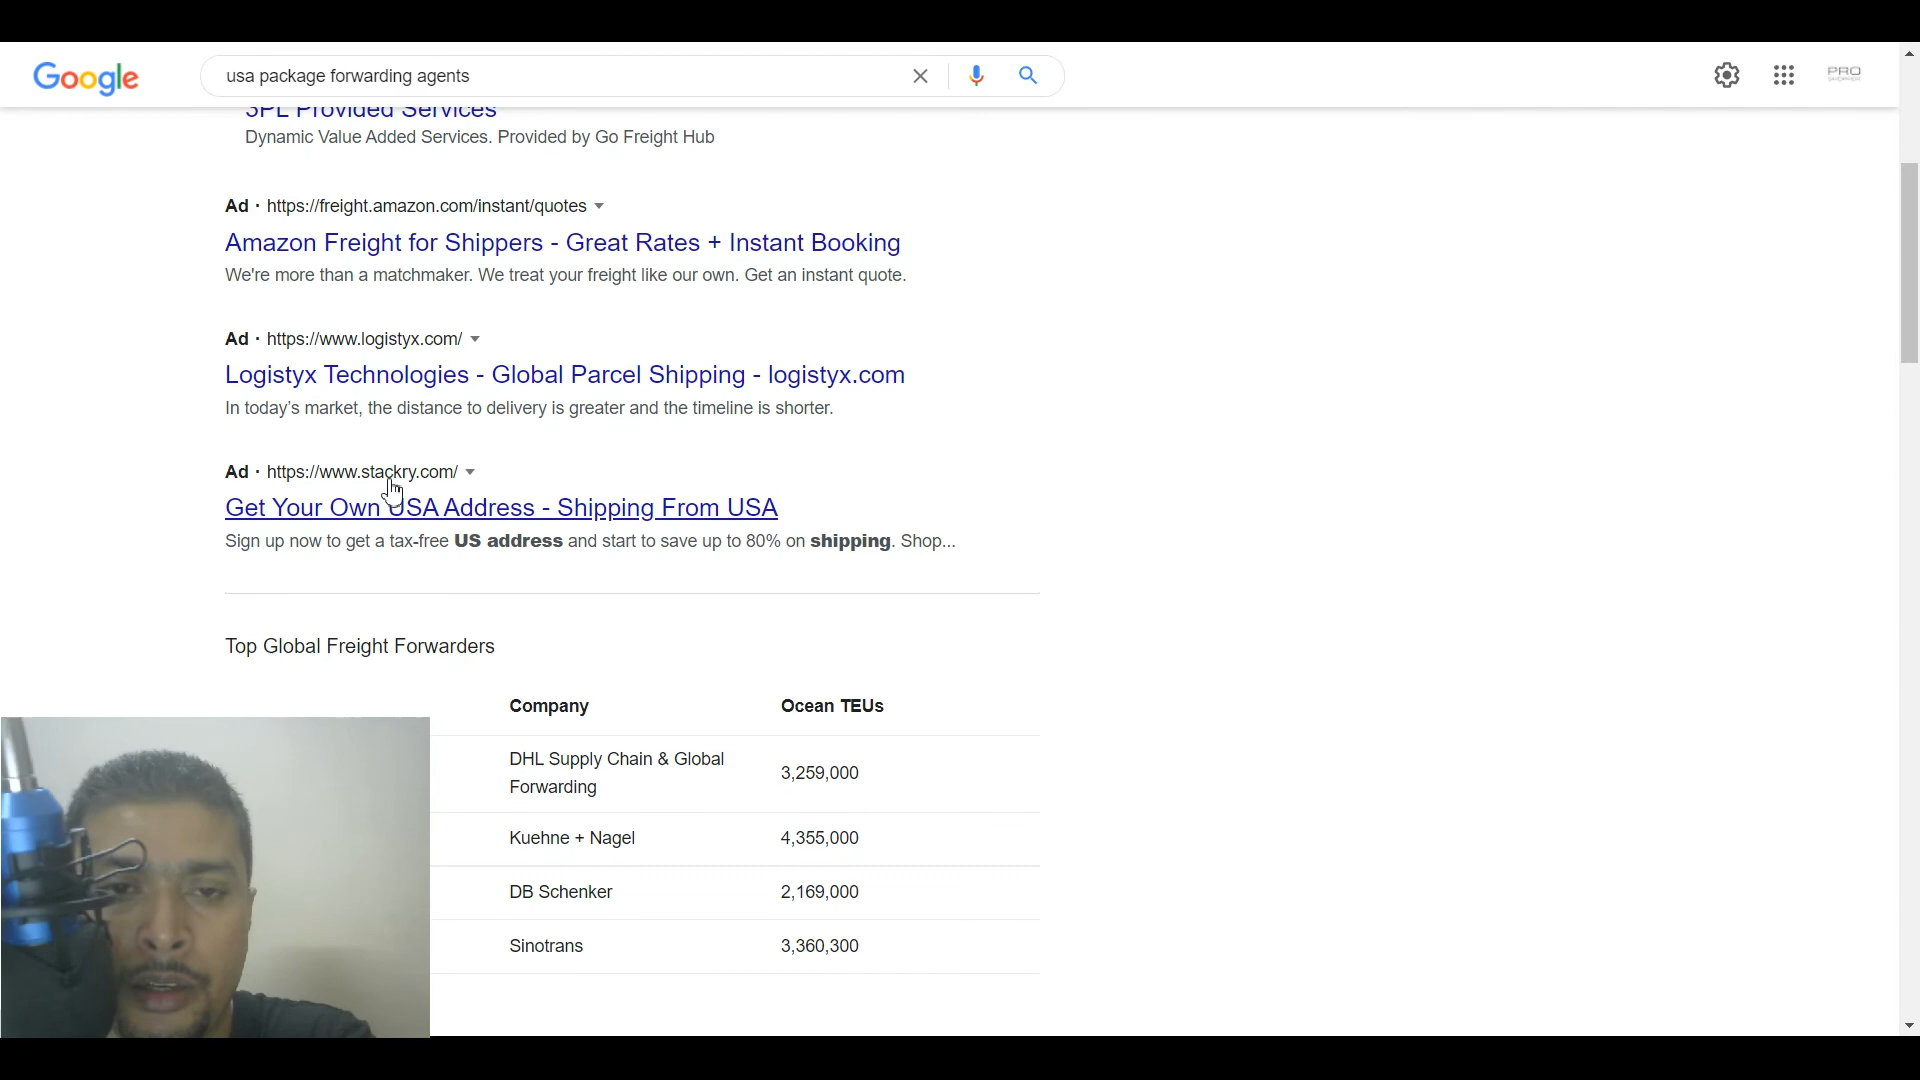 Google
usa package forwarding agents
PRO
3PL Provided Services
Dynamic Value Added Services. Provided by Go Freight Hub
Ad · https://freight.amazon.com/instant/quotes
Amazon Freight for Shippers - Great Rates + Instant Booking
We're more than a matchmaker. We treat your freight like our own. Get an instant quote.
Ad · https://www.logistyx.com/
Logistyx Technologies - Global Parcel Shipping - logistyx.com
In today's market, the distance to delivery is greater and the timeline is shorter.
Ad · https://www.stackry.com/
Get Your Own USA Address - Shipping From USA
Sign up now to get a tax-free US address and start to save up to 80% on shipping. Shop...
Top Global Freight Forwarders
Company Ocean TEUs
DHL Supply Chain & Global
Forwarding 3,259,000
Kuehne + Nagel 4,355,000
DB Schenker 2,169,000
Sinotrans 3,360,300